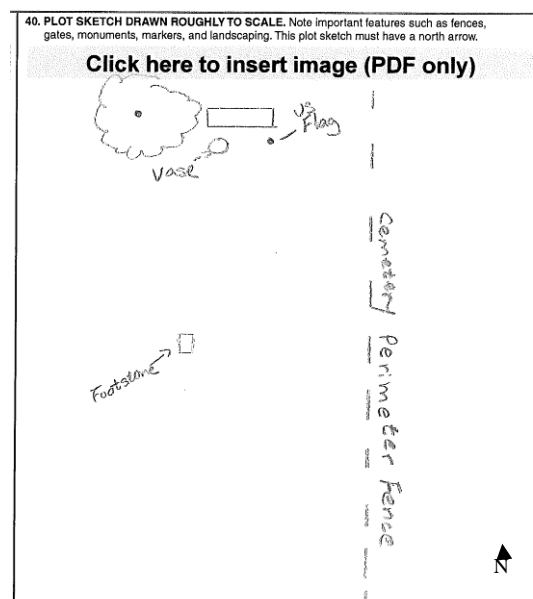 40. PLOT SKETCH DRAWN ROUGHLY TO SCALE. Note important features such as fences,
gates, monuments, markers, and landscaping. This plot sketch must have a north arrow.
Click here to insert image (PDF only)
US
Flag
Vase
Cemetery Perimeter Fence
Footstone
N